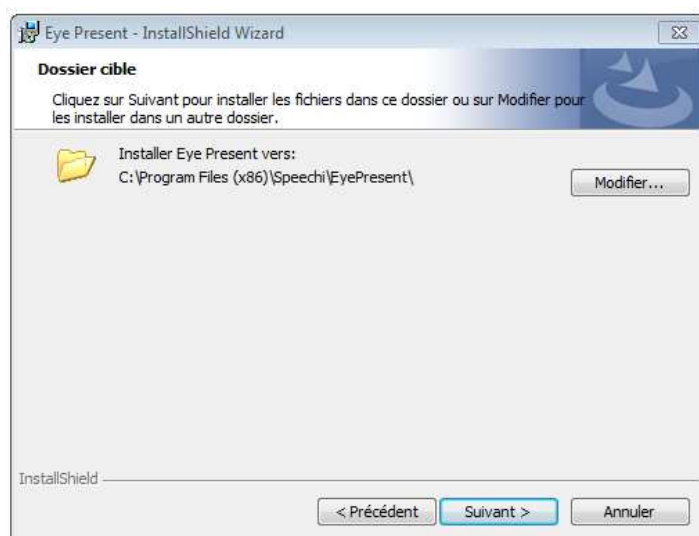 Eye Present - InstallShield Wizard
Dossier cible
Cliquez sur Suivant pour installer les fichiers dans ce dossier ou sur Modifier pour
les installer dans un autre dossier.
Installer Eye Present vers:
C:\Program Files (x86)\Speechi\EyePresent\
Modifier...
InstallShield
< Précédent
Suivant >
Annuler